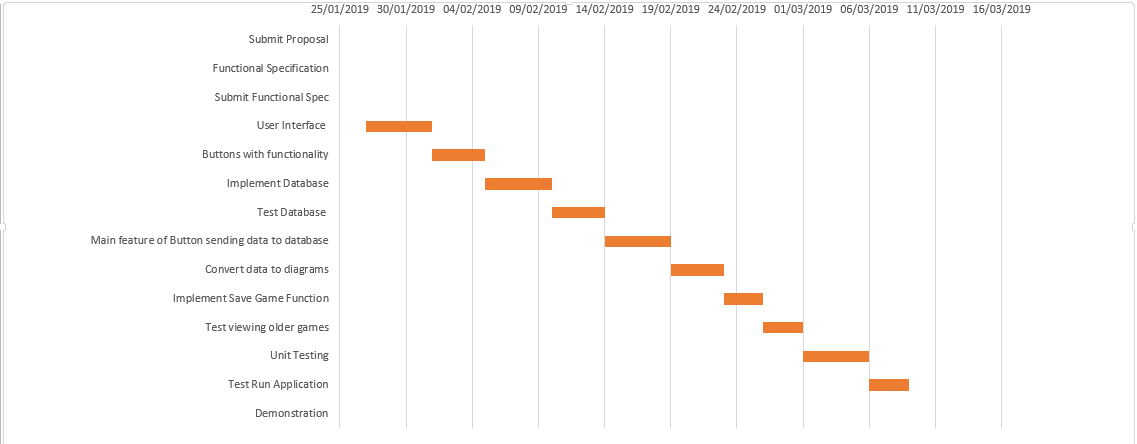 25/01/2019 30/01/2019 04/02/2019 09/02/2019 14/02/2019 19/02/2019 24/02/2019 01/03/2019 06/03/2019 11/03/2019 16/03/2019
Submit Proposal
Functional Specification
Submit Functional Spec
User Interface
Buttons with functionality
Implement Database
Test Database
Main feature of Button sending data to database
Convert data to diagrams
Implement Save Game Function
Test viewing older games
Unit Testing
Test Run Application
Demonstration